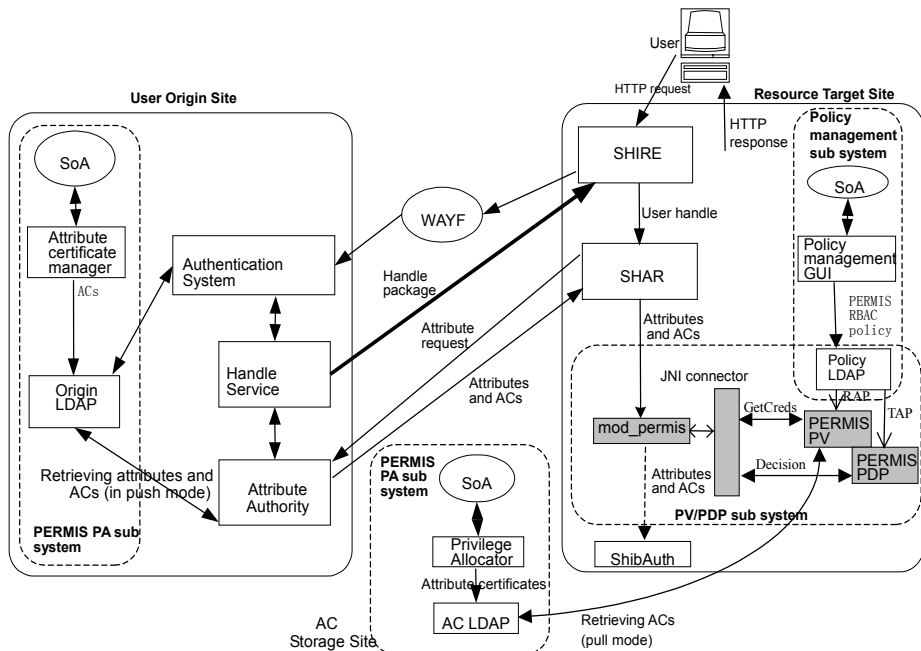 User
HTTP request
User Origin Site
Resource Target Site
HTTP
response
Policy
management
sub system
SoA
SHIRE
SoA
WAYF
User handle
Attribute
certificate
manager
Authentication
System
Policy
management
GUI
SHAR
Handle
package
ACs
PERMIS
RBAC
policy
Attributes
and ACs
Attribute
request
Handle
Service
JNI connector
Policy
LDAP
Origin
LDAP
Attributes
and ACs
RAP
TAP
GetCreds
mod_permis
PERMIS
PV
Retrieving attributes and
ACs (in push mode)
Attribute
Authority
PERMIS
PA sub
system
SoA
Attributes
and ACs
Decision
PERMIS
PDP
PERMIS PA sub
system
PV/PDP sub system
Privilege
Allocator
ShibAuth
Attribute certificates
AC LDAP
AC
Storage Site
Retrieving ACs
(pull mode)